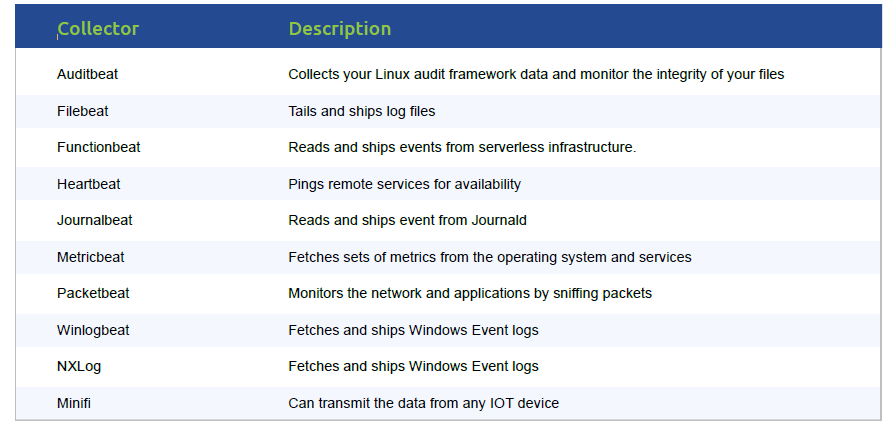 Collector Description
Auditbeat Collects your Linux audit framework data and monitor the integrity of your files
Filebeat Tails and ships log files
Functionbeat Reads and ships events from serverless infrastructure.
Heartbeat Pings remote services for availability
Journalbeat Reads and ships event from Journald
Metricbeat Fetches sets of metrics from the operating system and services
Packetbeat Monitors the network and applications by sniffing packets
Winlogbeat Fetches and ships Windows Event logs
NXLog Fetches and ships Windows Event logs
Minifi Can transmit the data from any IOT device